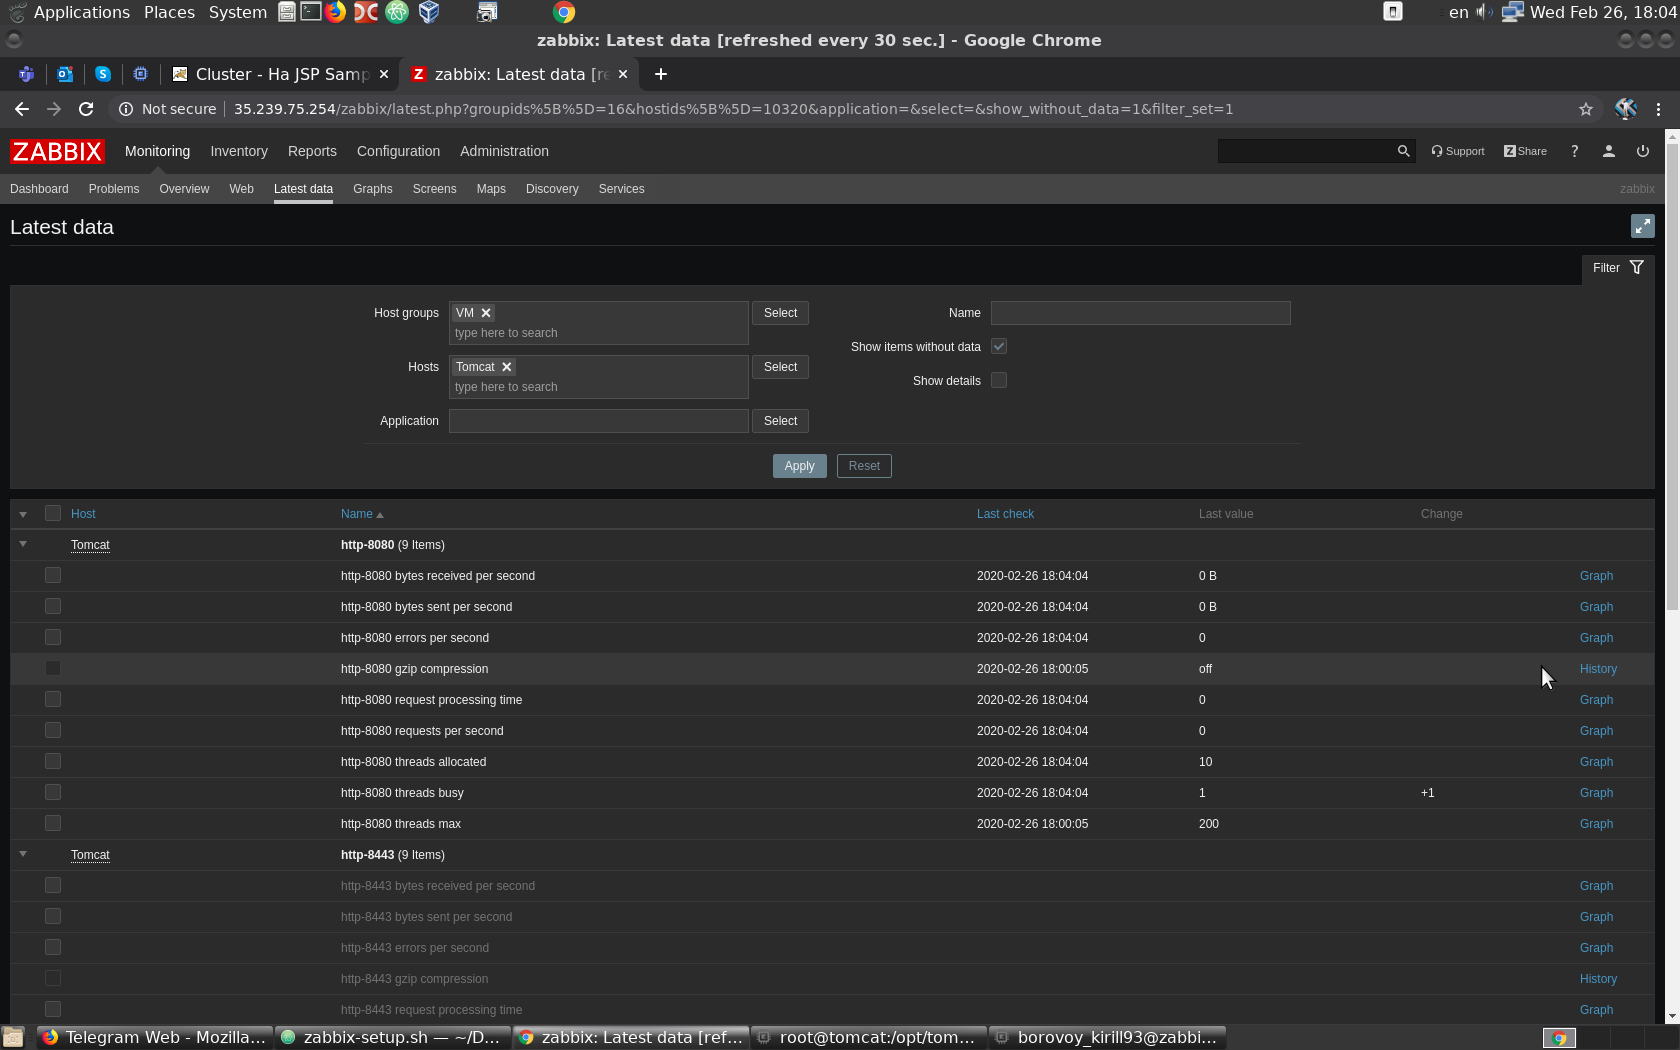 Applications Places System en Wed Feb 26, 18:04
zabbix: Latest data [refreshed every 30 sec.] - Google Chrome
Cluster - Ha JSP Samp zabbix: Latest data [re
Not secure 35.239.75.254/zabbix/latest.php?groupids%5B%5D=16&hostids%5B%5D=10320&application=&select=&show_without_data=1&filter_set=1
ZABBIX Monitoring Inventory Reports Configuration Administration Support Z Share ?
Dashboard Problems Overview Web Latest data Graphs Screens Maps Discovery Services zabbix
Latest data
Filter
Host groups VM Select Name
type here to search
Show items without data
Hosts Tomcat Select
type here to search Show details
Application Select
Apply Reset
Host Name Last check Last value Change
Tomcat http-8080 (9 Items)
http-8080 bytes received per second 2020-02-26 18:04:04 0 B Graph
http-8080 bytes sent per second 2020-02-26 18:04:04 0 B Graph
http-8080 errors per second 2020-02-26 18:04:04 0 Graph
http-8080 gzip compression 2020-02-26 18:00:05 off History
http-8080 request processing time 2020-02-26 18:04:04 0 Graph
http-8080 requests per second 2020-02-26 18:04:04 0 Graph
http-8080 threads allocated 2020-02-26 18:04:04 10 Graph
http-8080 threads busy 2020-02-26 18:04:04 1 +1 Graph
http-8080 threads max 2020-02-26 18:00:05 200 Graph
Tomcat http-8443 (9 Items)
http-8443 bytes received per second Graph
http-8443 bytes sent per second Graph
http-8443 errors per second Graph
http-8443 gzip compression History
http-8443 request processing time Graph
Telegram Web - Mozilla... zabbix-setup.sh — ~/D... zabbix: Latest data [ref... root@tomcat:/opt/tom... borovoy_kirill93@zabbi...